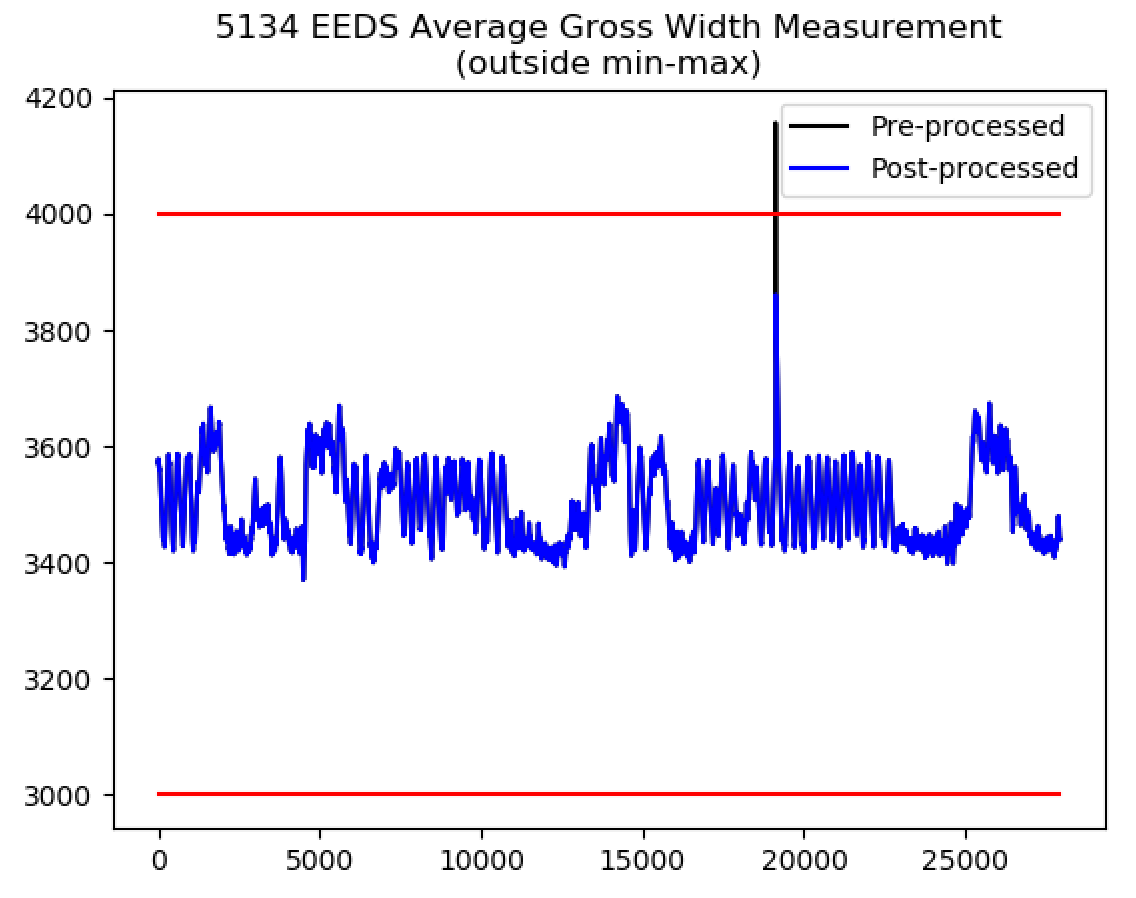 5134 EEDS Average Gross Width Measurement
(outside min-max)
4200
Pre-processed
Post-processed
4000
3800
3600
3400
3200
3000
0 5000 10000 15000 20000 25000